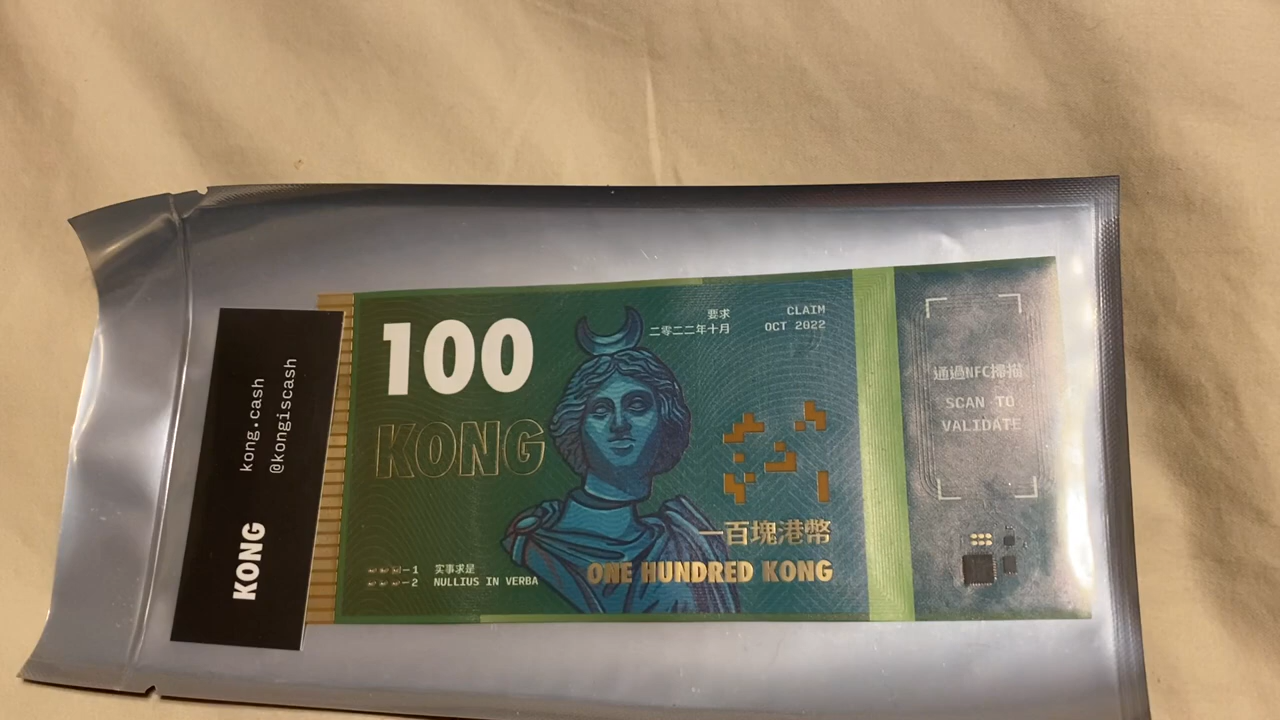 kong.cash
@kongiscash
KONG
100
KONG
要求
二零二二年十月
CLAIM
OCT 2022
一百塊港幣
ONE HUNDRED KONG
-1
-2
实事求是
NULLIUS IN VERBA
通過NFC掃描
SCAN TO
VALIDATE